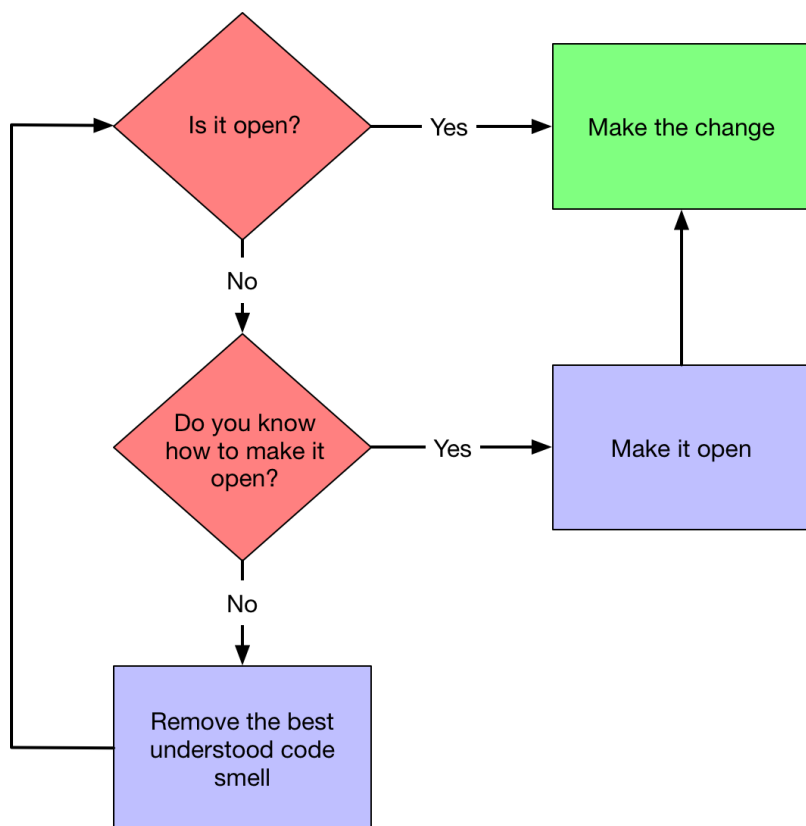 Is it open?
Yes
Make the change
No
Do you know
how to make it
open?
Yes
Make it open
No
Remove the best
understood code
smell